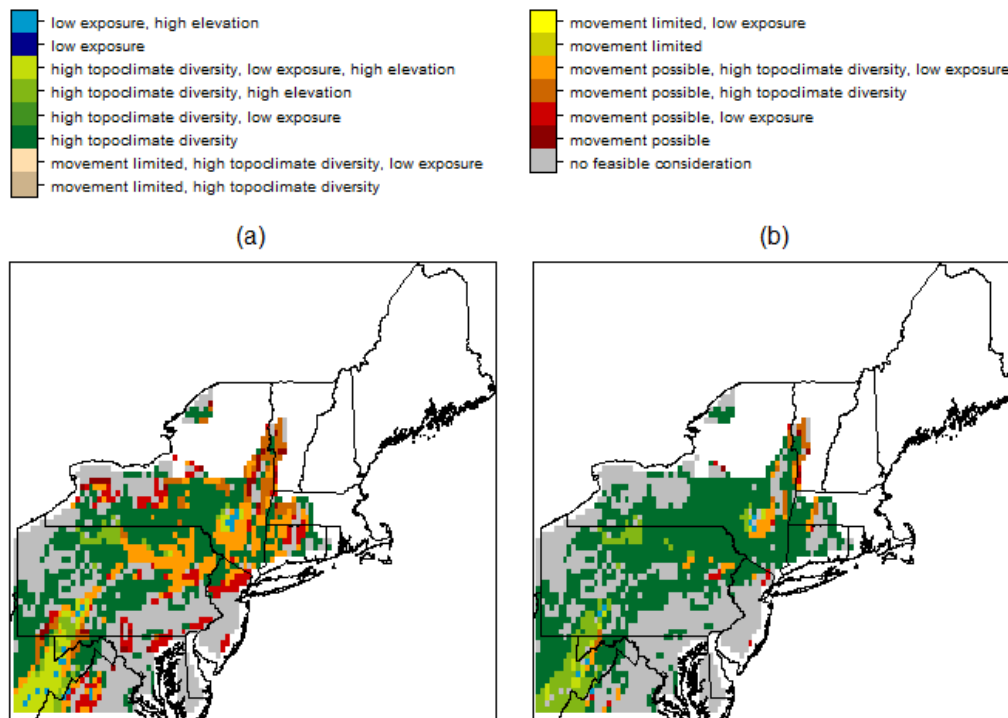 low exposure, high elevation
low exposure
high topoclimate diversity, low exposure, high elevation
high topoclimate diversity, high elevation
high topoclimate diversity, low exposure
high topoclimate diversity
movement limited, high topoclimate diversity, low exposure
movement limited, high topoclimate diversity
movement limited, low exposure
movement limited
movement possible, high topoclimate diversity, low exposure
movement possible, high topoclimate diversity
movement possible, low exposure
movement possible
no feasible consideration
(a)
(b)